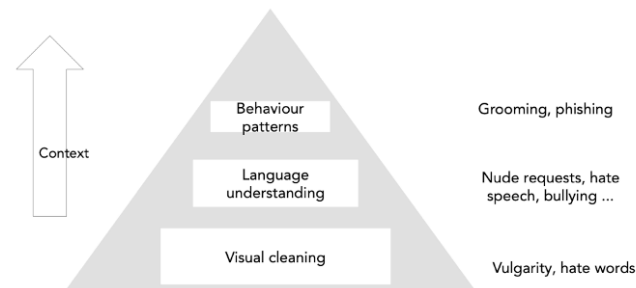 Behaviour
patterns
Grooming, phishing
Context
Language
understanding
Nude requests, hate
speech, bullying ...
Visual cleaning
Vulgarity, hate words